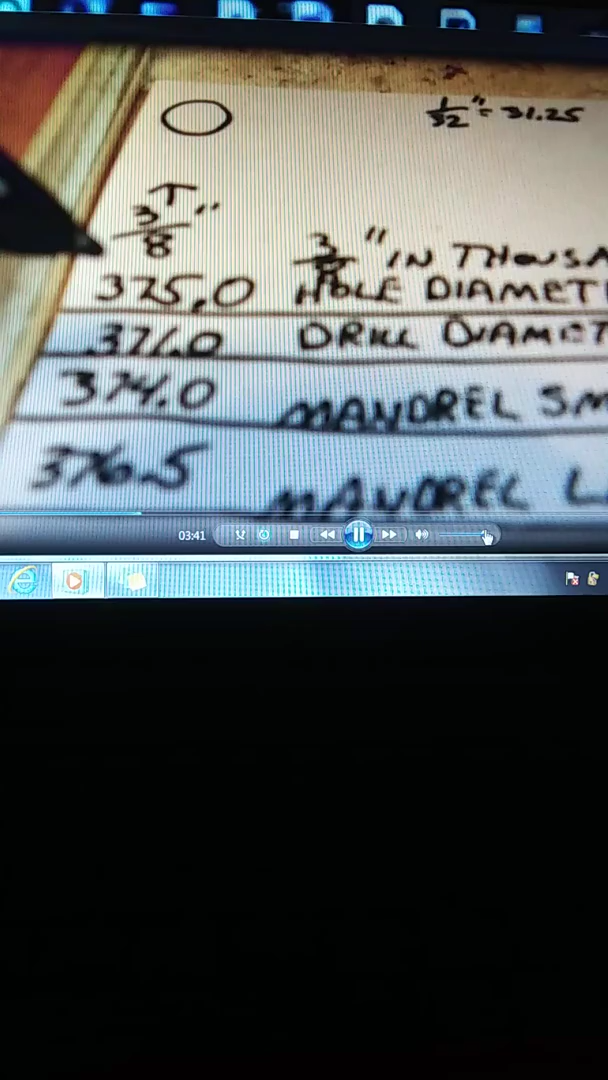 1/32" = 31.25
T
3/8"
375.0 3/8" IN THOUSA
HOLE DIAMET
371.0 DRILL DIAMET
374.0 MANDREL SM
376.5 MANDREL L
03:41